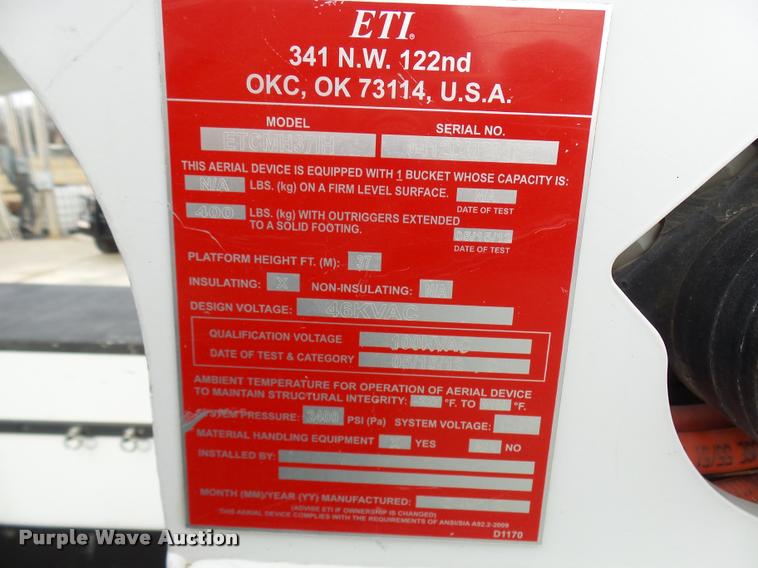 ETI®
341 N.W. 122nd
OKC, OK 73114, U.S.A.
MODEL SERIAL NO.
ETCMH37IH
THIS AERIAL DEVICE IS EQUIPPED WITH 1 BUCKET WHOSE CAPACITY IS:
N/A LBS. (kg) ON A FIRM LEVEL SURFACE.
DATE OF TEST
400 LBS. (kg) WITH OUTRIGGERS EXTENDED
TO A SOLID FOOTING.
DATE OF TEST
PLATFORM HEIGHT FT. (M): 37
INSULATING: X NON-INSULATING: N/A
DESIGN VOLTAGE: 46KVAC
QUALIFICATION VOLTAGE
DATE OF TEST & CATEGORY
AMBIENT TEMPERATURE FOR OPERATION OF AERIAL DEVICE
TO MAINTAIN STRUCTURAL INTEGRITY: °F. TO °F.
SYSTEM PRESSURE: 2400 PSI (Pa) SYSTEM VOLTAGE:
MATERIAL HANDLING EQUIPMENT YES NO
INSTALLED BY:
MONTH (MM)/YEAR (YY) MANUFACTURED:
(ADVISE ETI IF OWNERSHIP IS CHANGED)
THIS AERIAL DEVICE COMPLIES WITH THE REQUIREMENTS OF ANSI/SIA A92.2-2009
D1170
Purple Wave Auction